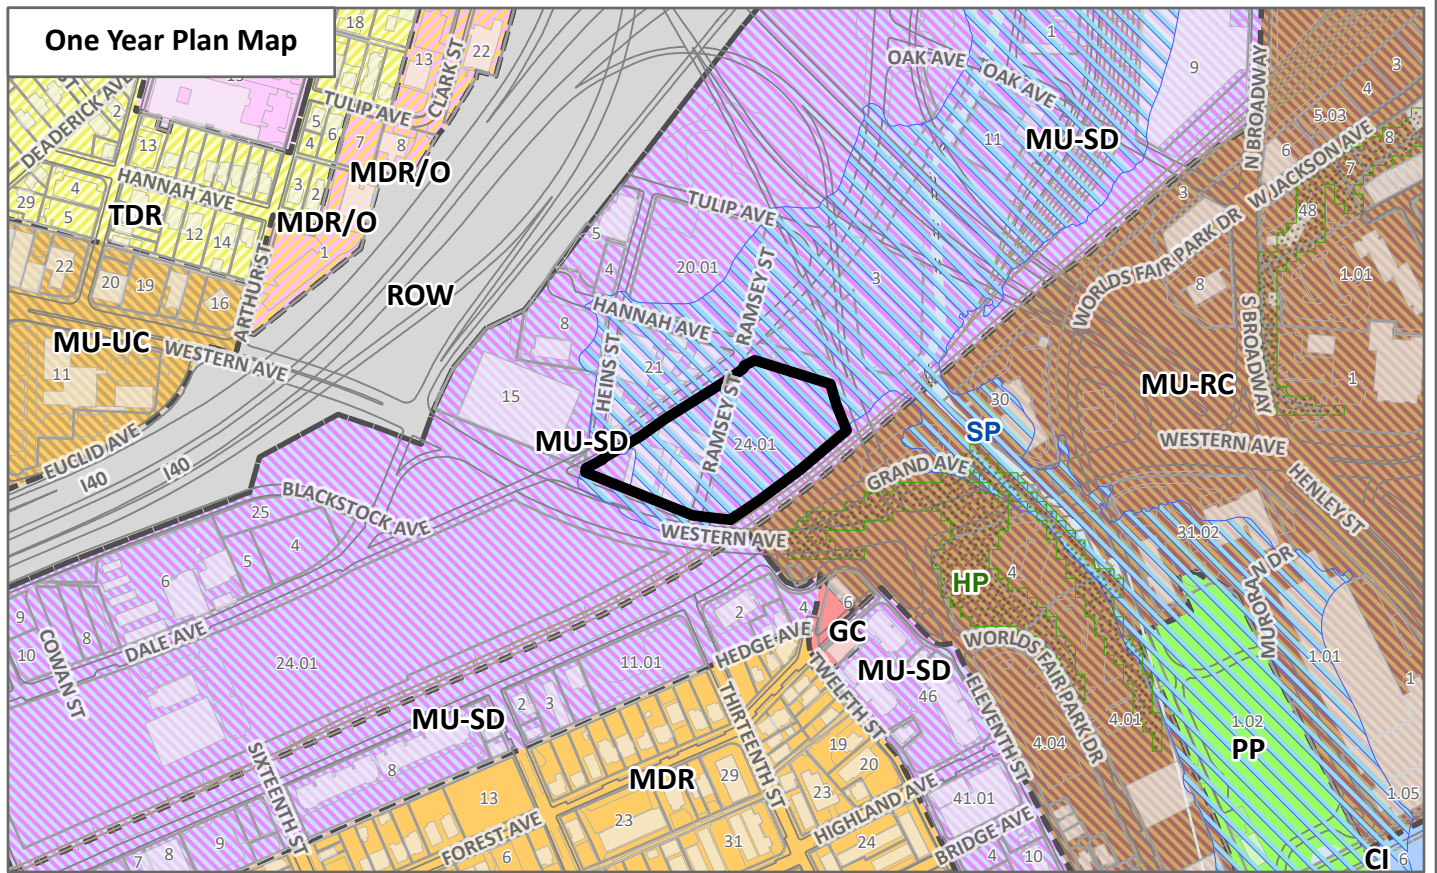 One Year Plan Map
18
13
CLARK ST
22
OAK AVE
OAK AVE
1
9
N BROADWAY
3
4
5.03
DEADERICK AVE
2
13
TULIP AVE
5
4
6
7
8
MDR/O
11
MU-SD
6
W JACKSON AVE
8
7
HANNAH AVE
4
29
5
TDR
12
14
3
2
MDR/O
1
TULIP AVE
3
48
WORLDS FAIR PARK DR
5
4
20.01
RAMSEY ST
3
8
1.01
22
20
19
16
ARTHUR ST
ROW
S BROADWAY
MU-UC
WESTERN AVE
11
8
HANNAH AVE
HEINS ST
21
MU-RC
1
15
RAMSEY ST
30
SP
MU-SD
24.01
WESTERN AVE
EUCLID AVE
I40
I40
GRAND AVE
HENLEY ST
BLACKSTOCK AVE
25
4
5
6
WESTERN AVE
31.02
MURORAN DR
HP
4
9
8
10
COWAN ST
DALE AVE
2
4
6
GC
HEDGE AVE
WORLDS FAIR PARK DR
24.01
11.01
TWELFTH ST
MU-SD
46
ELEVENTH ST
1.01
1
MU-SD
2
3
THIRTEENTH ST
4.01
4.04
1.02
PP
SIXTEENTH ST
8
MDR
29
19
20
13
23
23
41.01
1.05
FOREST AVE
6
31
HIGHLAND AVE
24
BRIDGE AVE
7
8
9
4
10
CI
6